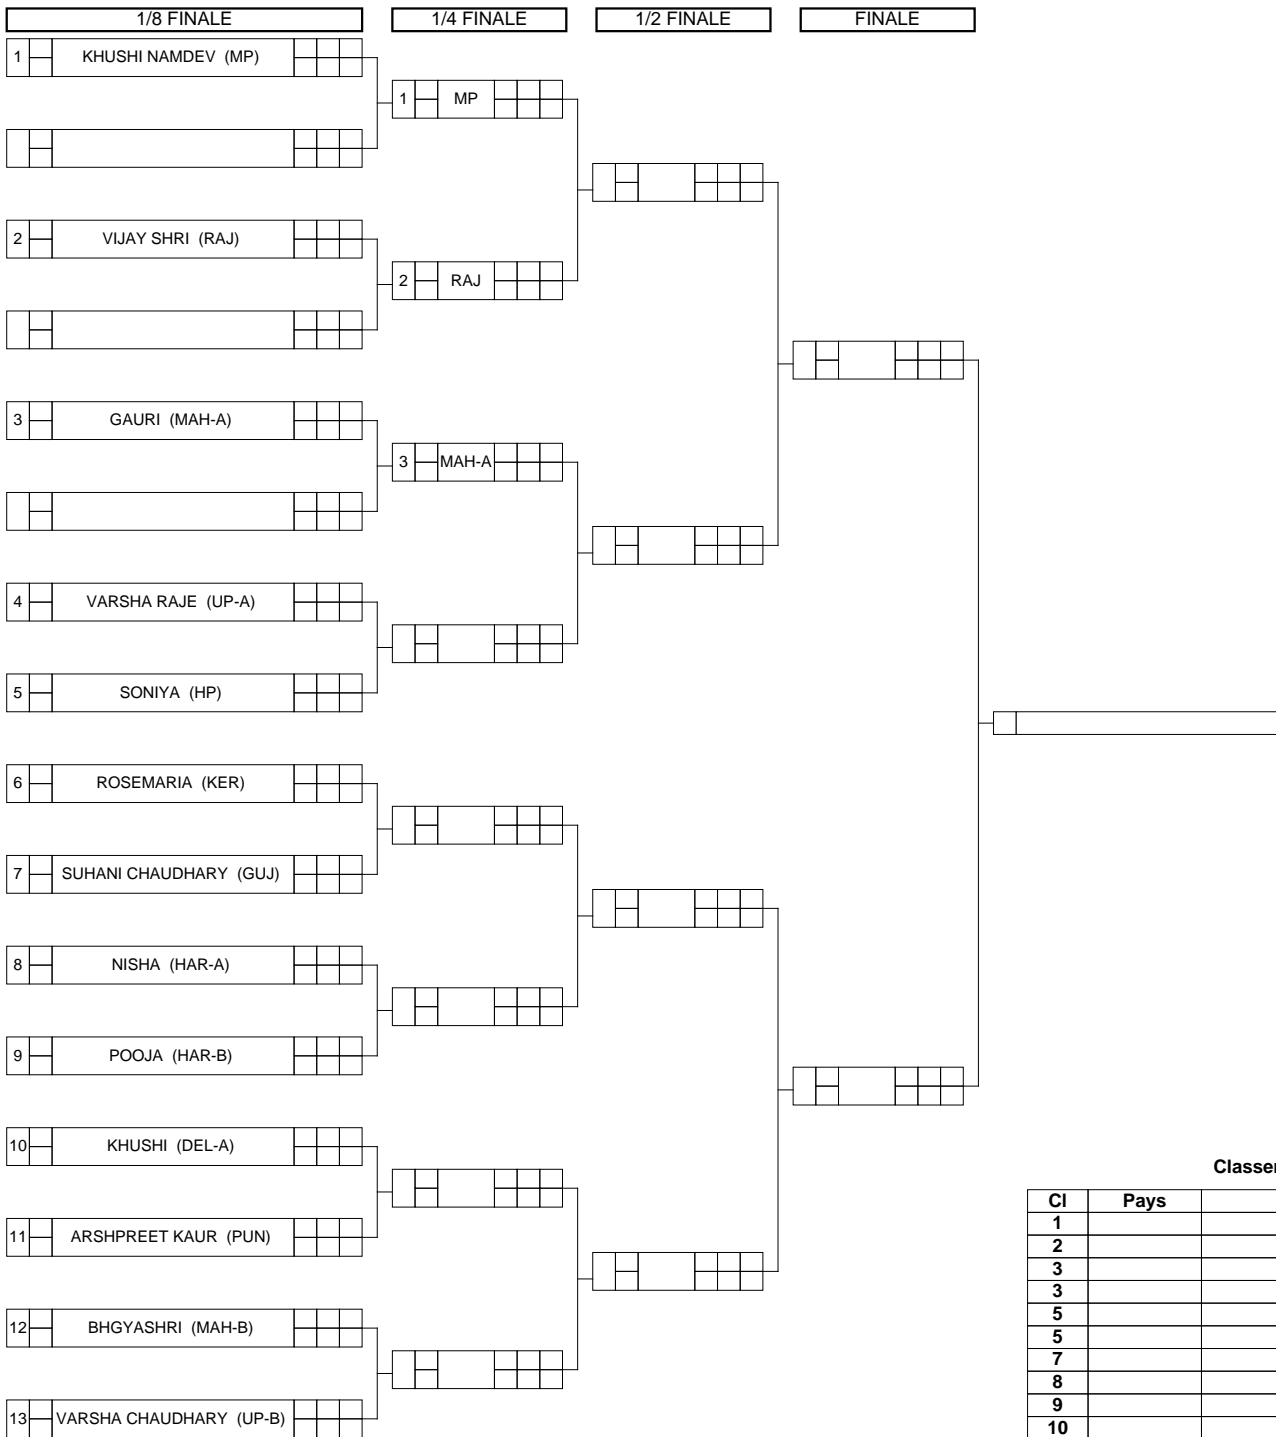 1/8 FINALE 1/4 FINALE 1/2 FINALE FINALE
1 KHUSHI NAMDEV (MP)
1 MP
2 VIJAY SHRI (RAJ)
2 RAJ
3 GAURI (MAH-A)
3 MAH-A
4 VARSHA RAJE (UP-A)
5 SONIYA (HP)
6 ROSEMARIA (KER)
7 SUHANI CHAUDHARY (GUJ)
8 NISHA (HAR-A)
9 POOJA (HAR-B)
10 KHUSHI (DEL-A)
11 ARSHPREET KAUR (PUN)
12 BHGYASHRI (MAH-B)
13 VARSHA CHAUDHARY (UP-B)
Cl Pays
1
2
3
3
5
5
7
8
9
10